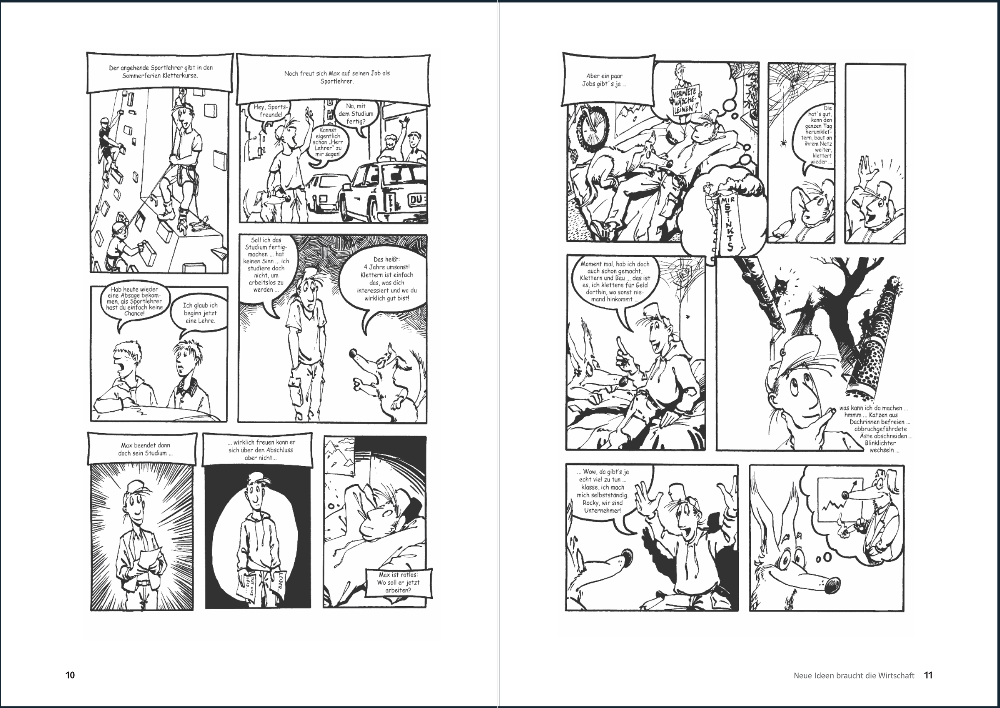 Der angehende Sportlehrer gibt in den
Sommerferien Kletterkurse.
Noch freut sich Max auf seinen Job als
Sportlehrer.
Hey, Sports-
freunde!
Na, mit
dem Studium
fertig?
Kannst
eigentlich
schon „Herr
Lehrer" zu
mir sagen!
DU
Hab heute wieder
eine Absage bekom-
men, als Sportlehrer
hast du einfach keine
Chance!
Ich glaub ich
beginn jetzt
eine Lehre.
Soll ich das
Studium fertig-
machen ... hat
keinen Sinn ... ich
studiere doch
nicht, um
arbeitslos zu
werden ...
Das heißt:
4 Jahre umsonst!
Klettern ist einfach
das, was dich
interessiert und wo du
wirklich gut bist!
Max beendet dann
doch sein Studium ...
... wirklich freuen kann er
sich über den Abschluss
aber nicht...
TUT UNS
LEID...
LEIDER...
Max ist ratlos:
Wo soll er jetzt
arbeiten?
10
Aber ein paar
Jobs gibt´s ja ...
VERMIETE
WÄSCHE-
LEINEN!
MIR
STINKTS
Die
hat`s gut,
kann den
ganzen Tag
herumklet-
tern, baut an
ihrem Netz
weiter,
klettert
wieder ...
Moment mal, hab ich doch
auch schon gemacht,
Klettern und Bau ... das ist
es, ich klettere für Geld
dorthin, wo sonst nie-
mand hinkommt ...
was kann ich da machen ...
hmmm ... Katzen aus
Dachrinnen befreien ...
abbruchgefährdete
Äste abschneiden ...
Blinklichter
wechseln ...
... Wow, da gibt's ja
echt viel zu tun ...
klasse, ich mach
mich selbstständig.
Rocky, wir sind
Unternehmer!
Neue Ideen braucht die Wirtschaft 11